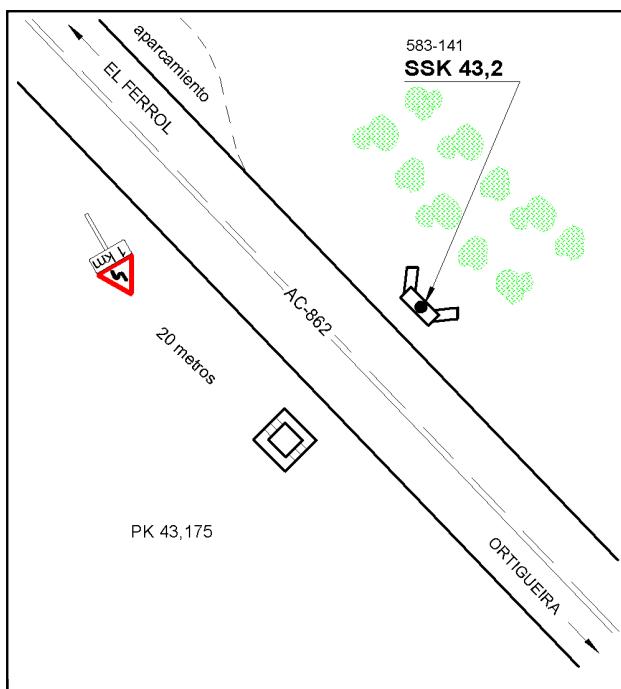 aparcamiento
583-141
SSK 43,2
EL FERROL
1 km
AC-862
20 metros
PK 43,175
ORTIGUEIRA